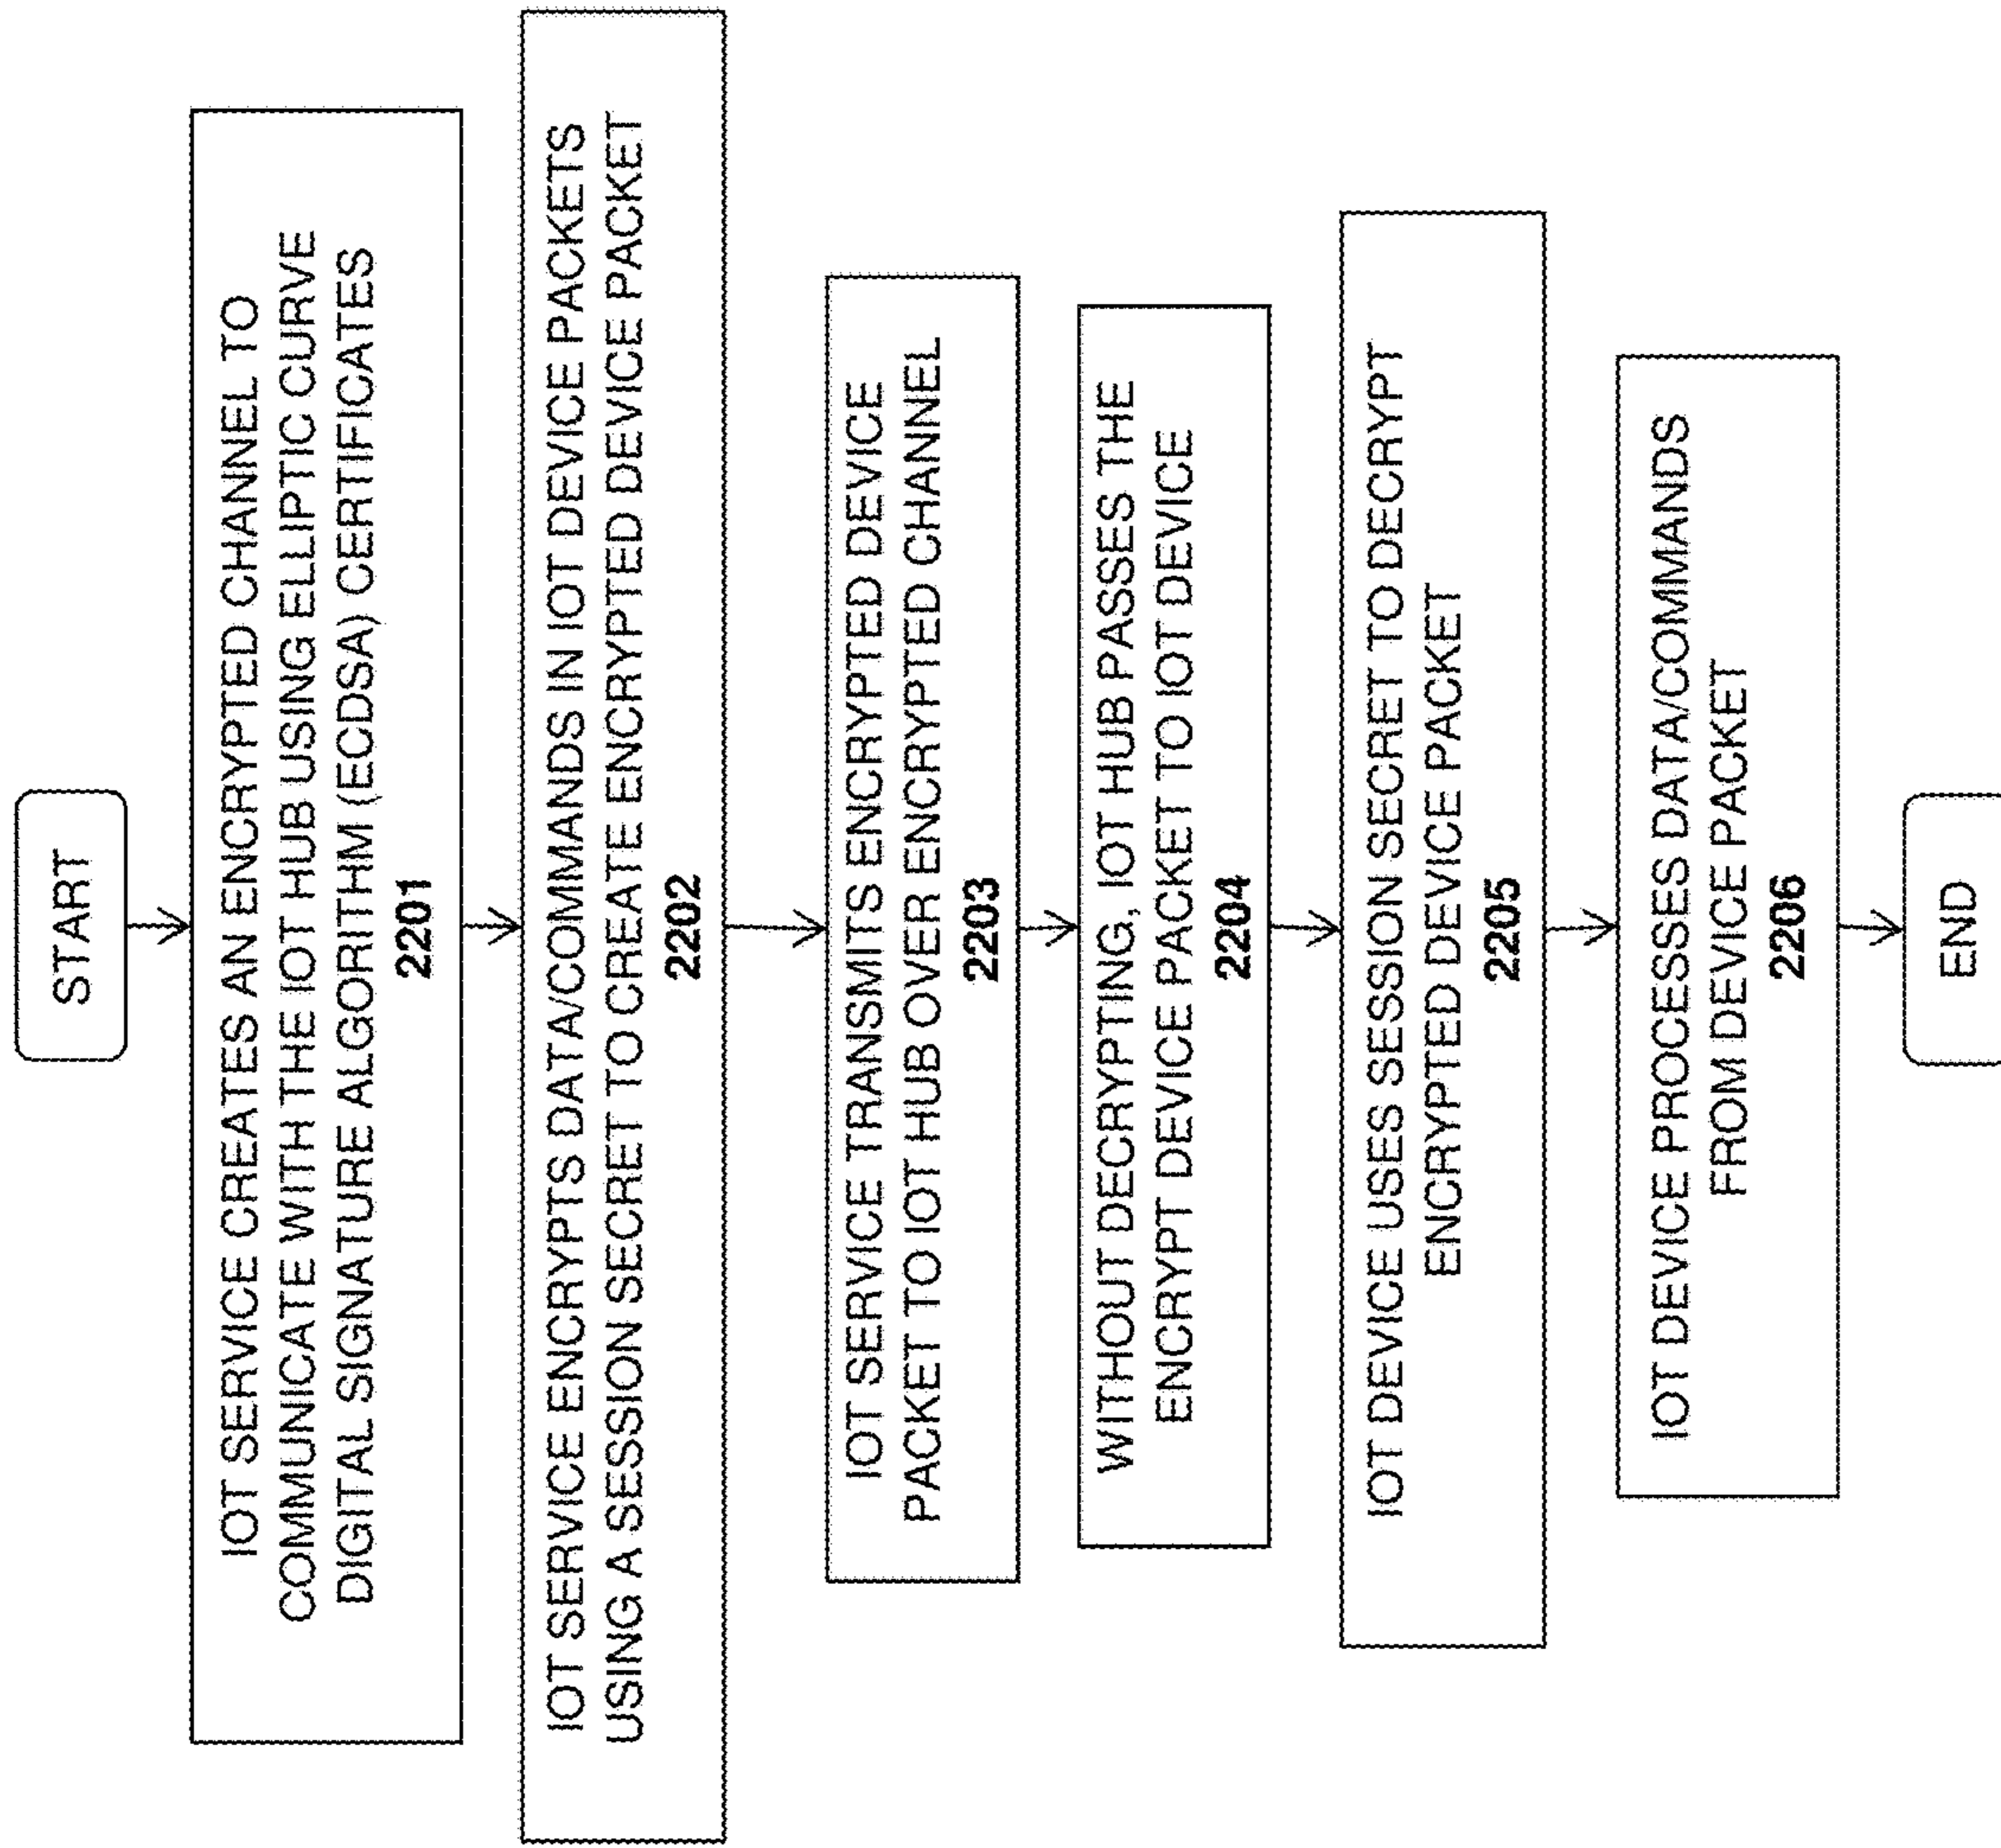 START
IOT SERVICE CREATES AN ENCRYPTED CHANNEL TO
COMMUNICATE WITH THE IOT HUB USING ELLIPTIC CURVE
DIGITAL SIGNATURE ALGORITHM (ECDSA) CERTIFICATES
2201
IOT SERVICE ENCRYPTS DATA/COMMANDS IN IOT DEVICE PACKETS
USING A SESSION SECRET TO CREATE ENCRYPTED DEVICE PACKET
2202
IOT SERVICE TRANSMITS ENCRYPTED DEVICE
PACKET TO IOT HUB OVER ENCRYPTED CHANNEL
2203
WITHOUT DECRYPTING, IOT HUB PASSES THE
ENCRYPT DEVICE PACKET TO IOT DEVICE
2204
IOT DEVICE USES SESSION SECRET TO DECRYPT
ENCRYPTED DEVICE PACKET
2205
IOT DEVICE PROCESSES DATA/COMMANDS
FROM DEVICE PACKET
2206
END